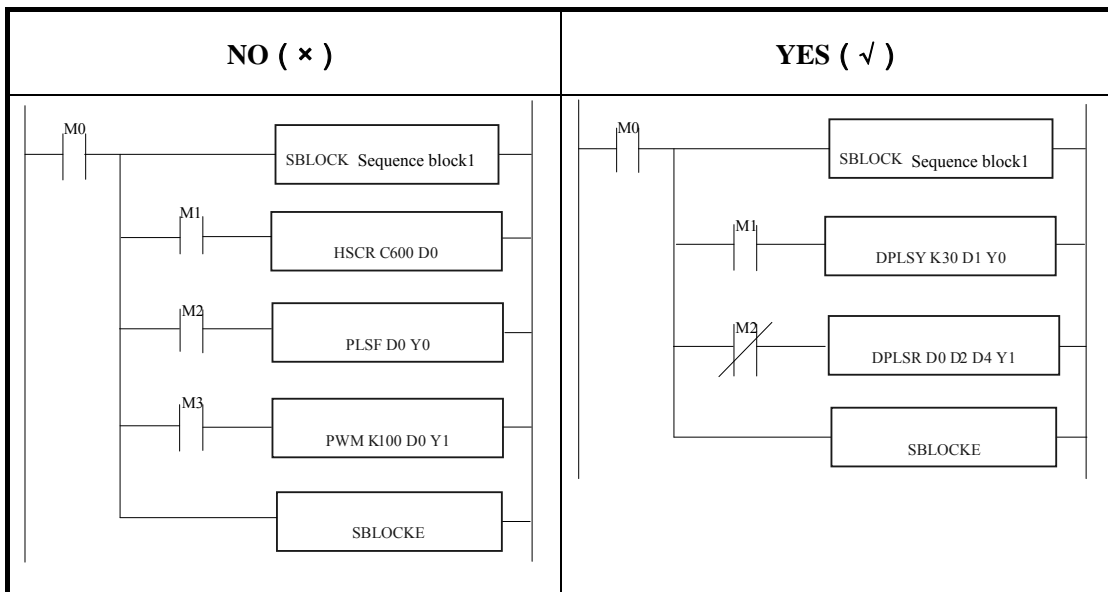 NO ( × )
YES ( √ )
M0
SBLOCK Sequence block1
M1
HSCR C600 D0
M2
PLSF D0 Y0
M3
PWM K100 D0 Y1
SBLOCKE
M0
SBLOCK Sequence block1
M1
DPLSY K30 D1 Y0
M2
DPLSR D0 D2 D4 Y1
SBLOCKE